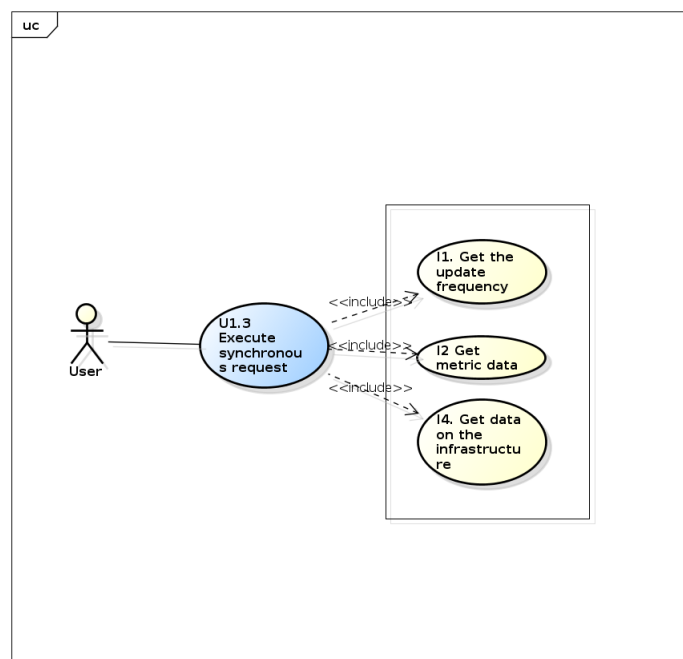 uc
I1. Get the
update
frequency
<<include>>
U1.3
Execute
synchronou
s request
<<include>>
I2 Get
metric data
User
<<include>>
I4. Get data
on the
infrastructu
re